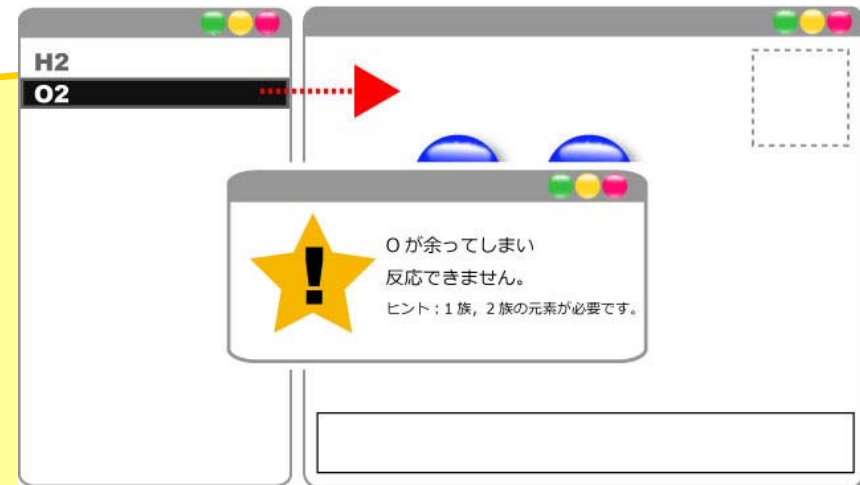 H2
O2
!
O が余ってしまい
反応できません。
ヒント：1 族，2 族の元素が必要です。